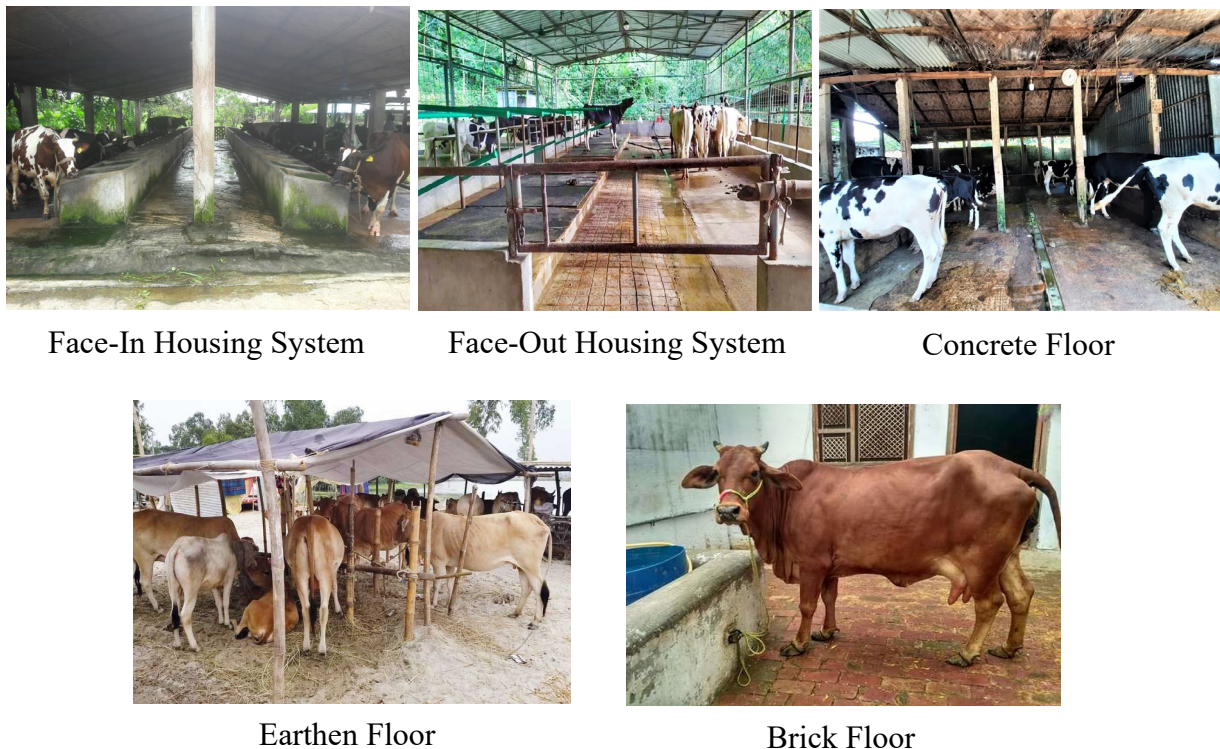 Face-In Housing System
Face-Out Housing System
Concrete Floor
Earthen Floor
Brick Floor